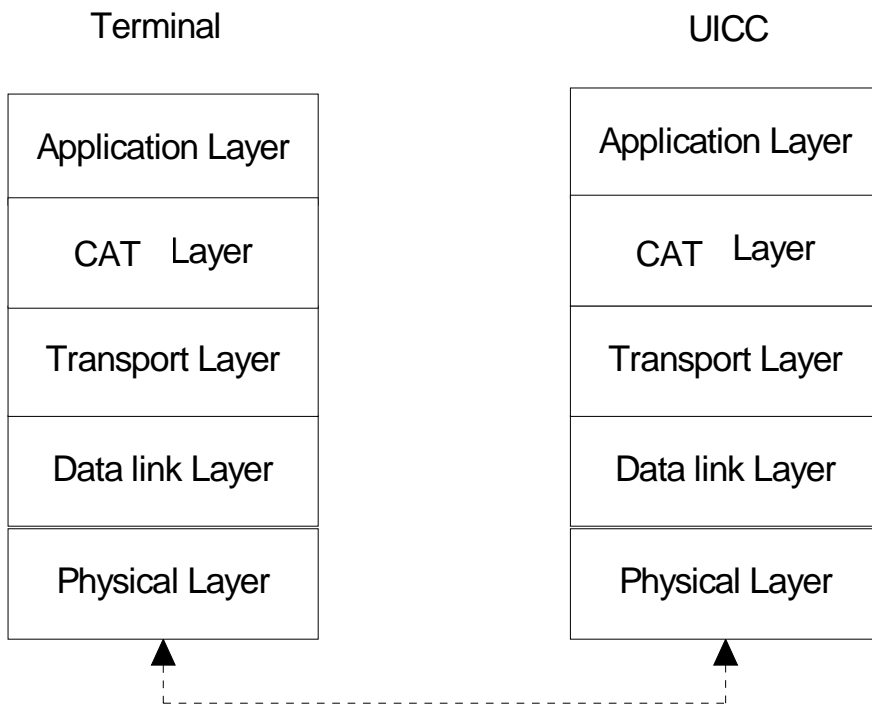 Terminal
UICC
Application Layer
CAT Layer
Transport Layer
Data link Layer
Physical Layer
Application Layer
CAT Layer
Transport Layer
Data link Layer
Physical Layer